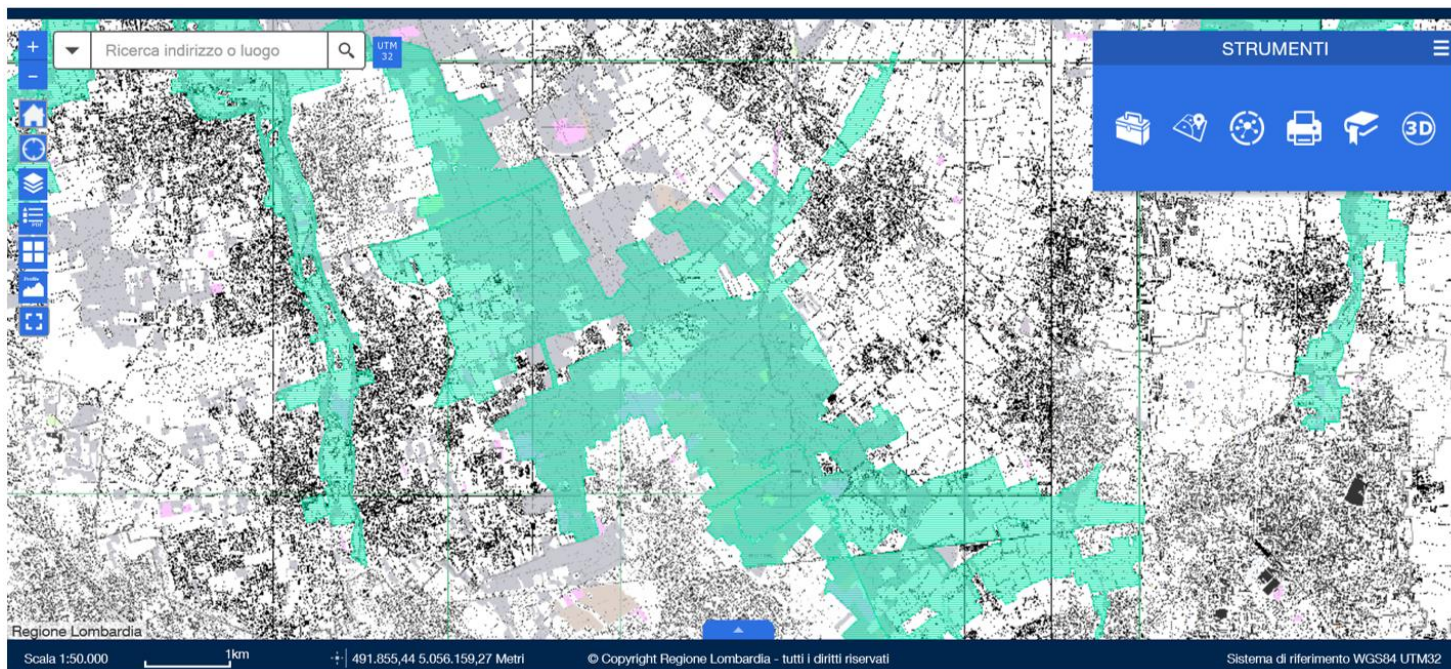 +
Ricerca indirizzo o luogo
UTM
32
STRUMENTI
−
3D
PDF
Regione Lombardia
Scala 1:50.000
1km
491.855,44 5.056.159,27 Metri
© Copyright Regione Lombardia - tutti i diritti riservati
Sistema di riferimento WGS84 UTM32